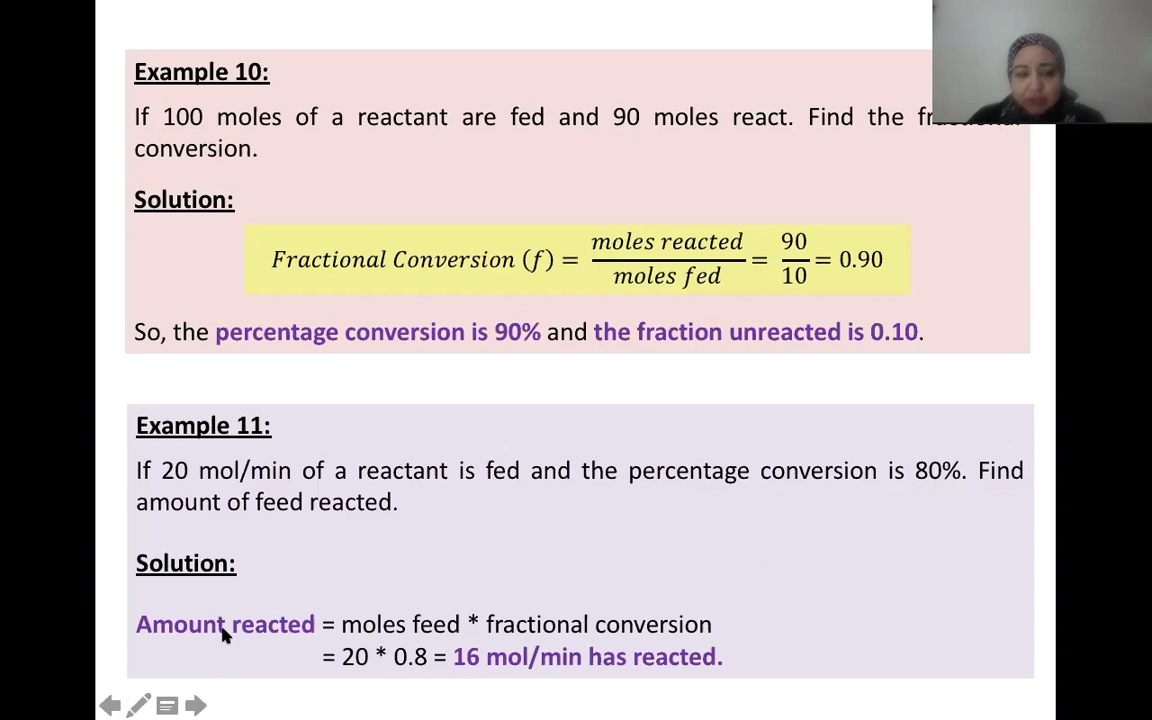 Example 10:
If 100 moles of a reactant are fed and 90 moles react. Find the
conversion.
Solution:
Fractional Conversion (f) = moles reacted / moles fed = 90 / 10 = 0.90
So, the percentage conversion is 90% and the fraction unreacted is 0.10.
Example 11:
If 20 mol/min of a reactant is fed and the percentage conversion is 80%. Find
amount of feed reacted.
Solution:
Amount reacted = moles feed * fractional conversion
= 20 * 0.8 = 16 mol/min has reacted.